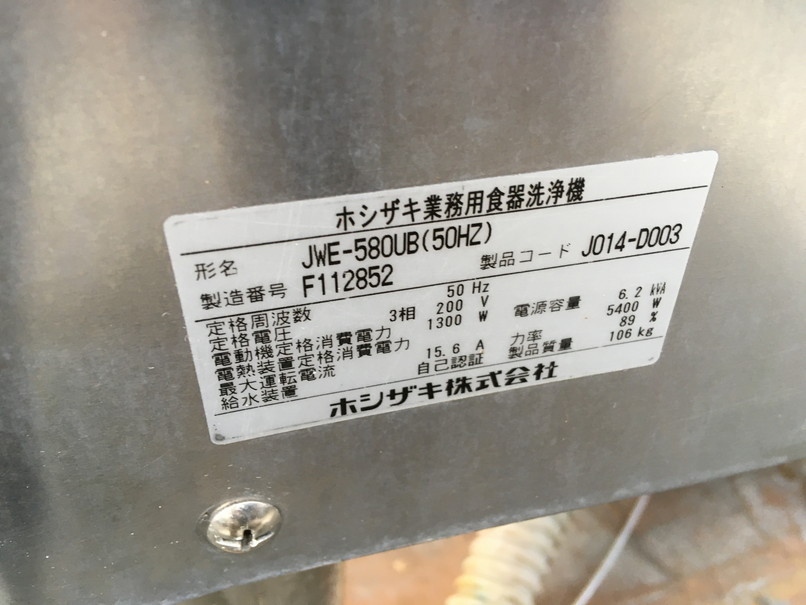 ホシザキ業務用食器洗浄機
形名 JWE-580UB(50HZ)
製造番号 F112852 製品コード J014-D003
定格周波数 50 Hz
定格電圧 3相 200 V 電源容量 6.2 kVA
電動機定格消費電力 1300 W
電熱装置定格消費電力 5400 W
最大運転電流 15.6 A 力率 89 %
給水装置 自己認証 製品質量 106 kg
ホシザキ株式会社